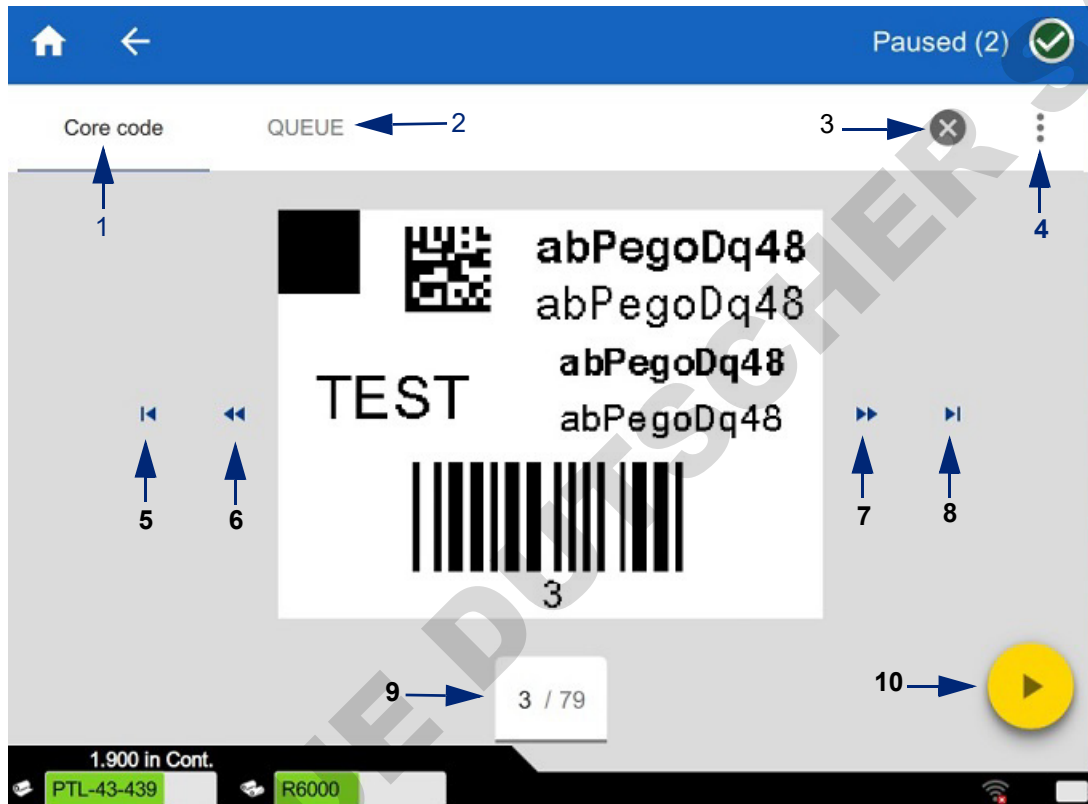 Paused (2)
Core code
QUEUE
2
3
1
4
abPegoDq48
abPegoDq48
abPegoDq48
abPegoDq48
TEST
5
6
7
8
3
9
3 / 79
10
1.900 in Cont.
PTL-43-439
R6000
E DUTSCHER S